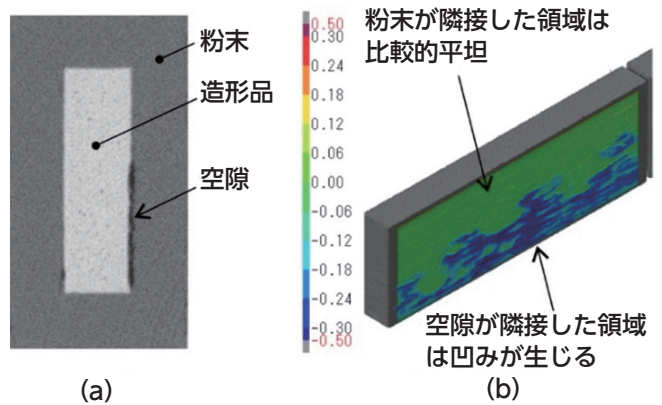 粉末
造形品
空隙
(a)
0.50
0.30
0.24
0.18
0.12
0.06
0.00
-0.06
-0.12
-0.18
-0.24
-0.30
-0.50
粉末が隣接した領域は
比較的平坦
空隙が隣接した領域
は凹みが生じる
(b)